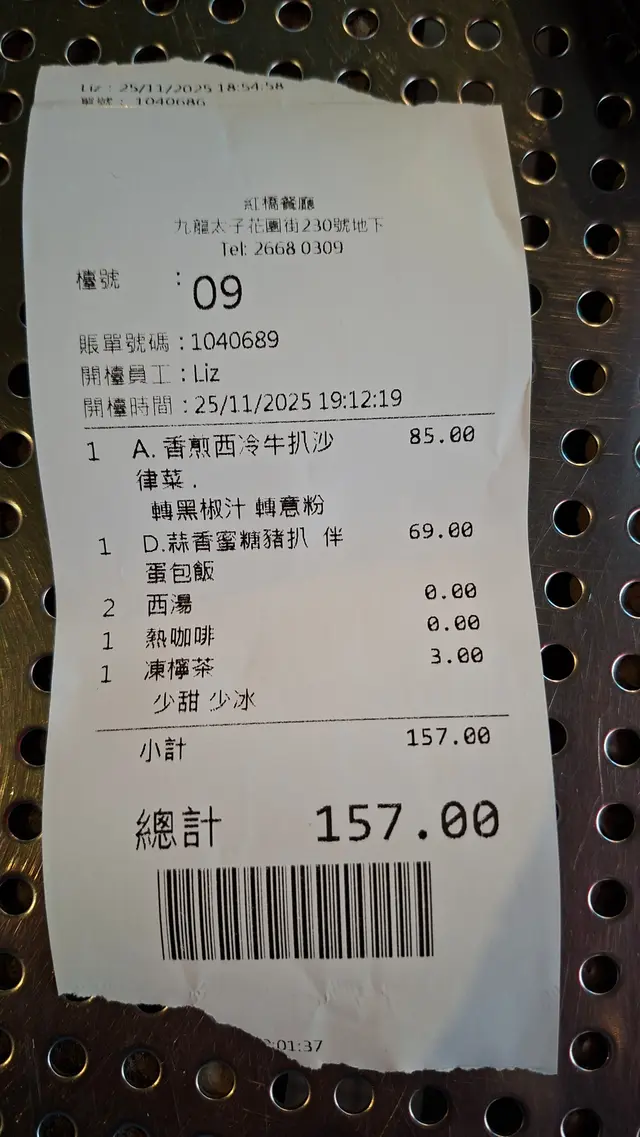 Liz : 25/11/2025 18:54:58
單號 : 1040686
紅橋餐廳
九龍太子花園街230號地下
Tel: 2668 0309
檯號 : 09
賬單號碼 : 1040689
開檯員工 : Liz
開檯時間 : 25/11/2025 19:12:19
1 A. 香煎西冷牛扒沙 85.00
律菜 .
轉黑椒汁 轉意粉
1 D.蒜香蜜糖豬扒 伴 69.00
蛋包飯
2 西湯 0.00
1 熱咖啡 0.00
1 凍檸茶 3.00
少甜 少冰
小計 157.00
總計 157.00
:01:37